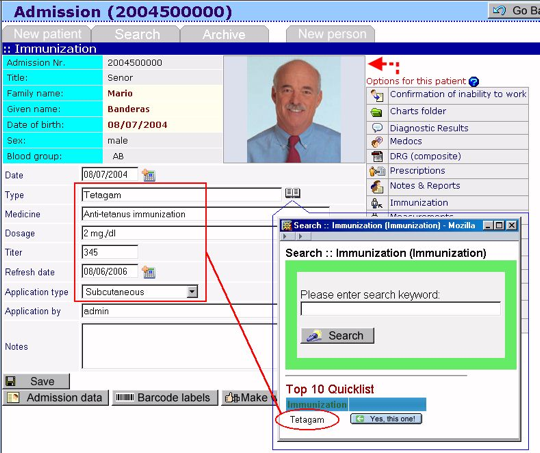 Admission (2004500000)
Go Ba
New patient Search Archive New person
:: Immunization
Admission Nr. 2004500000
Title: Senor
Family name: Mario
Given name: Banderas
Date of birth: 08/07/2004
Sex: male
Blood group: AB
Options for this patient ?
Confirmation of inability to work
Charts folder
Diagnostic Results
Medocs
DRG (composite)
Prescriptions
Notes & Reports
Immunization
Measurements
Date 08/07/2004
Type Tetagam
Medicine Anti-tetanus immunization
Dosage 2 mg./dl
Titer 345
Refresh date 08/06/2006
Application type Subcutaneous
Application by admin
Notes
Save
Admission data Barcode labels Make
Search :: Immunization (Immunization) - Mozilla
Search :: Immunization (Immunization)
Please enter search keyword:
Search
Top 10 Quicklist
Immunization
Tetagam Yes, this one!